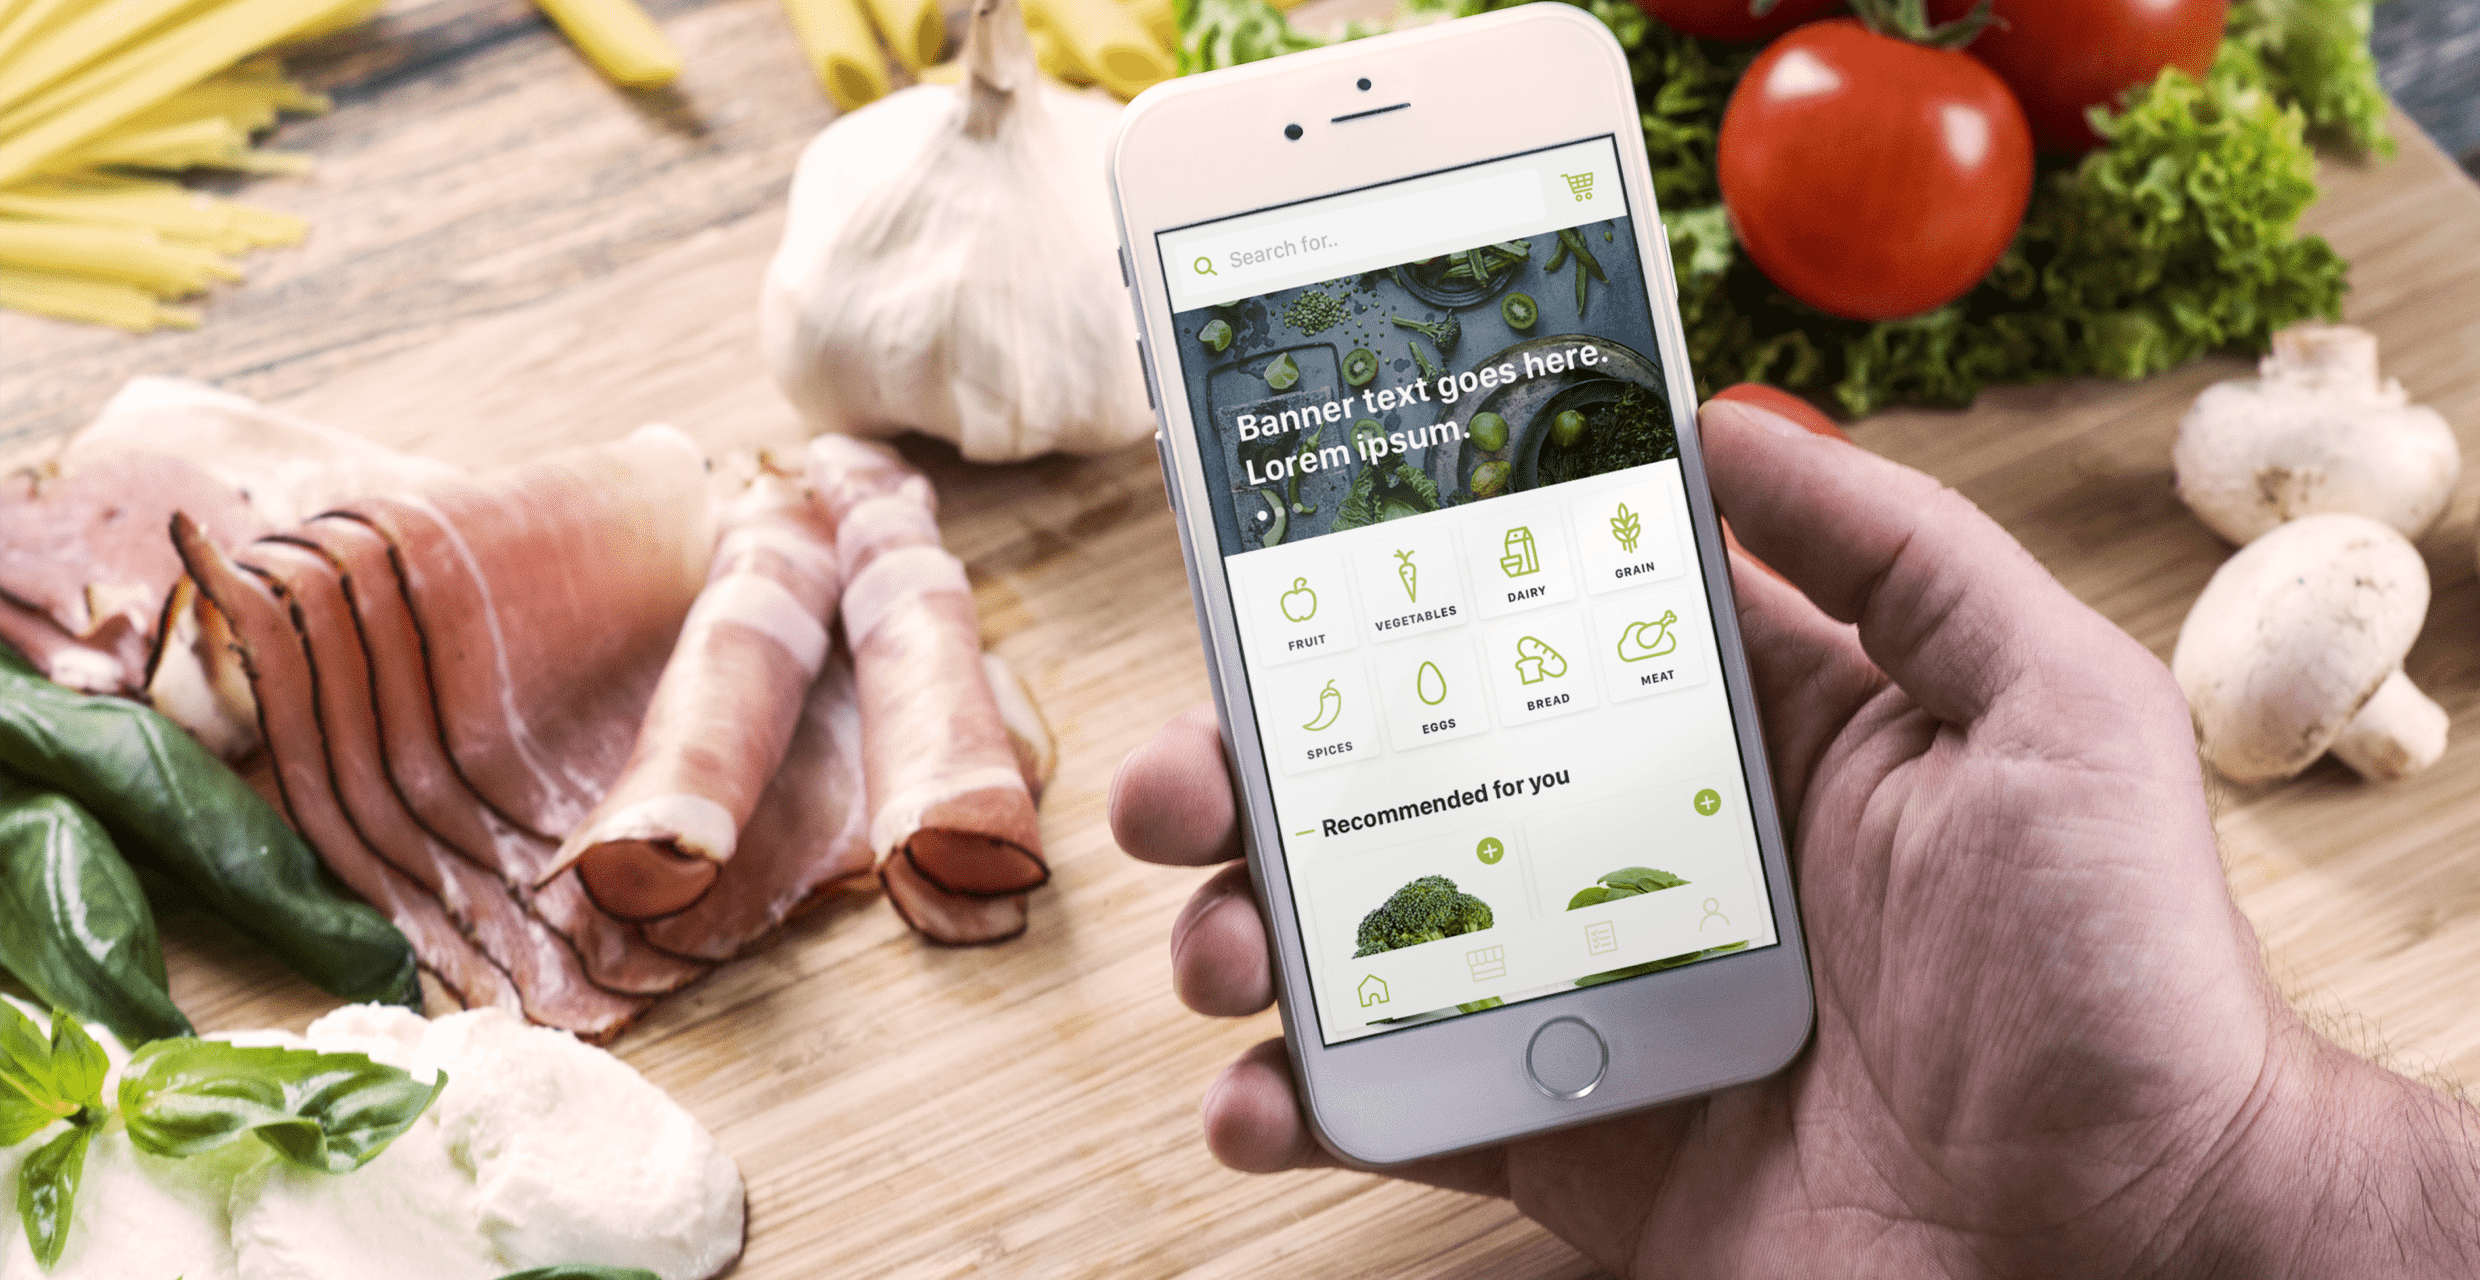 Search for..
Banner text goes here.
Lorem ipsum.
FRUIT
VEGETABLES
DAIRY
GRAIN
SPICES
EGGS
BREAD
MEAT
Recommended for you